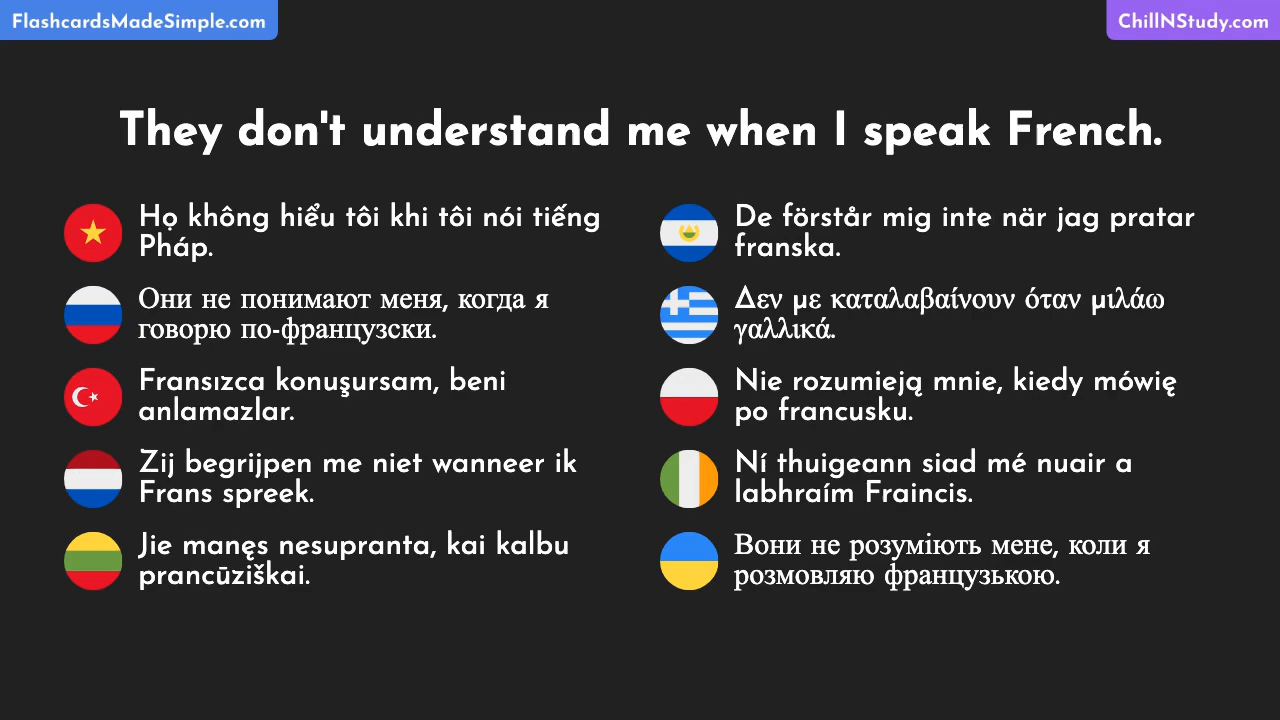 FlashcardsMadeSimple.com
ChillNStudy.com
They don't understand me when I speak French.
Họ không hiểu tôi khi tôi nói tiếng
Pháp.
Они не понимают меня, когда я
говорю по-французски.
Fransızca konuşursam, beni
anlamazlar.
Zij begrijpen me niet wanneer ik
Frans spreek.
Jie manęs nesupranta, kai kalbu
prancūziškai.
De förstår mig inte när jag pratar
franska.
Δεν με καταλαβαίνουν όταν μιλάω
γαλλικά.
Nie rozumieją mnie, kiedy mówię
po francusku.
Ní thuigeann siad mé nuair a
labhraím Fraincis.
Вони не розуміють мене, коли я
розмовляю французькою.